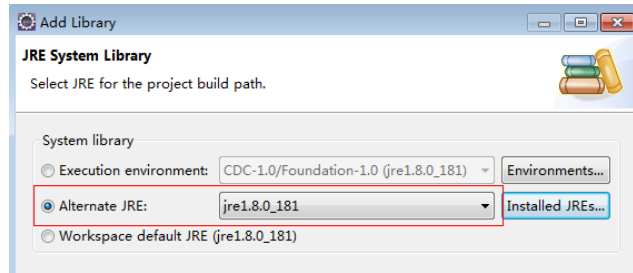 Add Library
JRE System Library
Select JRE for the project build path.
System library
Execution environment: CDC-1.0/Foundation-1.0 (jre1.8.0_181) Environments...
Alternate JRE: jre1.8.0_181 Installed JREs...
Workspace default JRE (jre1.8.0_181)